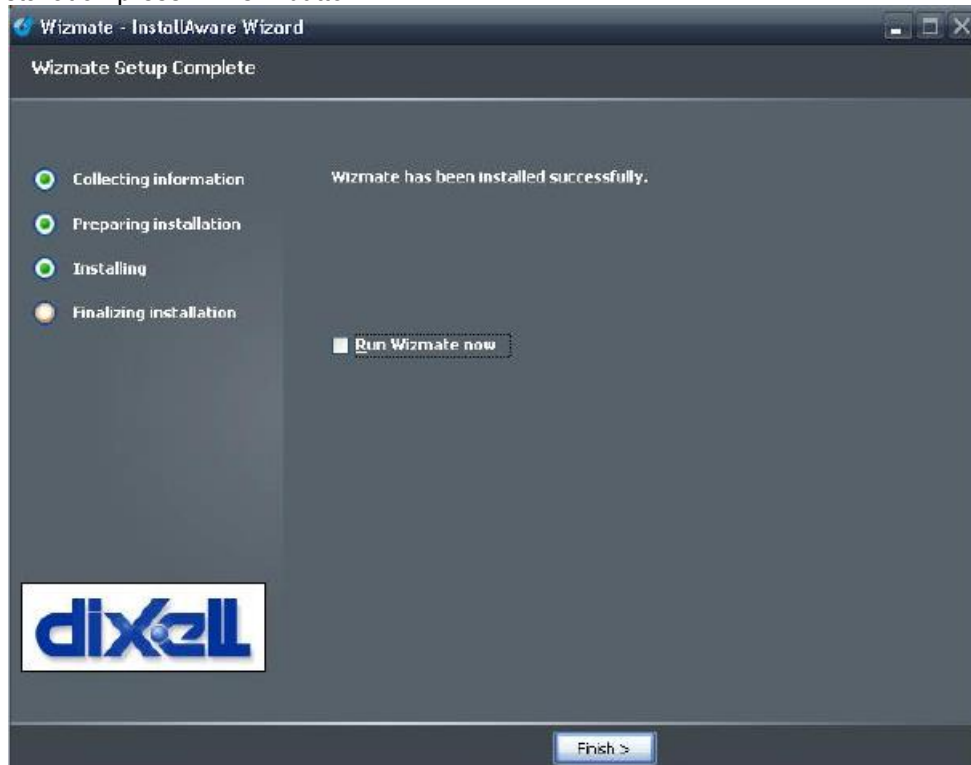 Wizmate - InstallAware Wizard
Wizmate Setup Complete
Collecting information
Wizmate has been installed successfully.
Preparing installation
Installing
Finalizing installation
Run Wizmate now
dixell
Finish >